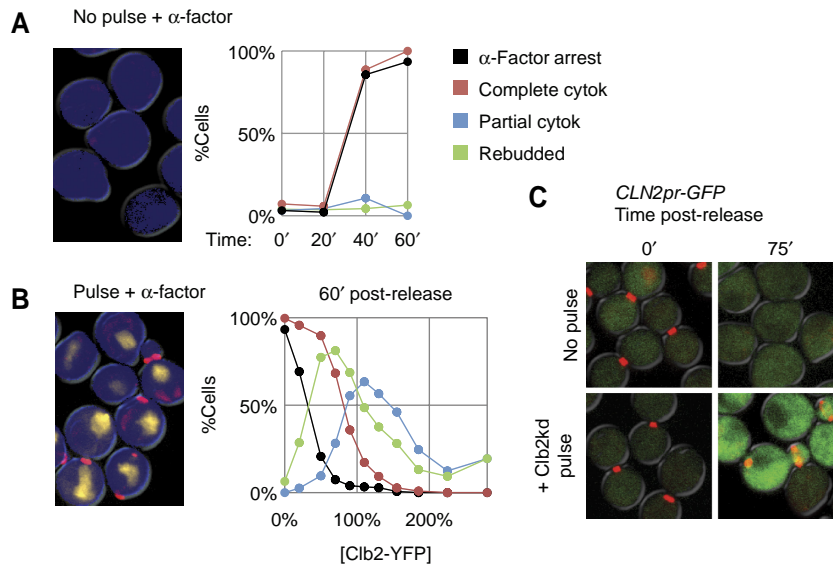 A
No pulse + α-factor
%Cells
100%
50%
0%
Time:
0′ 20′ 40′ 60′
α-Factor arrest
Complete cytok
Partial cytok
Rebudded
B
Pulse + α-factor
60′ post-release
%Cells
100%
50%
0%
0% 100% 200%
[Clb2-YFP]
C
CLN2pr-GFP
Time post-release
0′ 75′
No pulse
+ Clb2kd
pulse